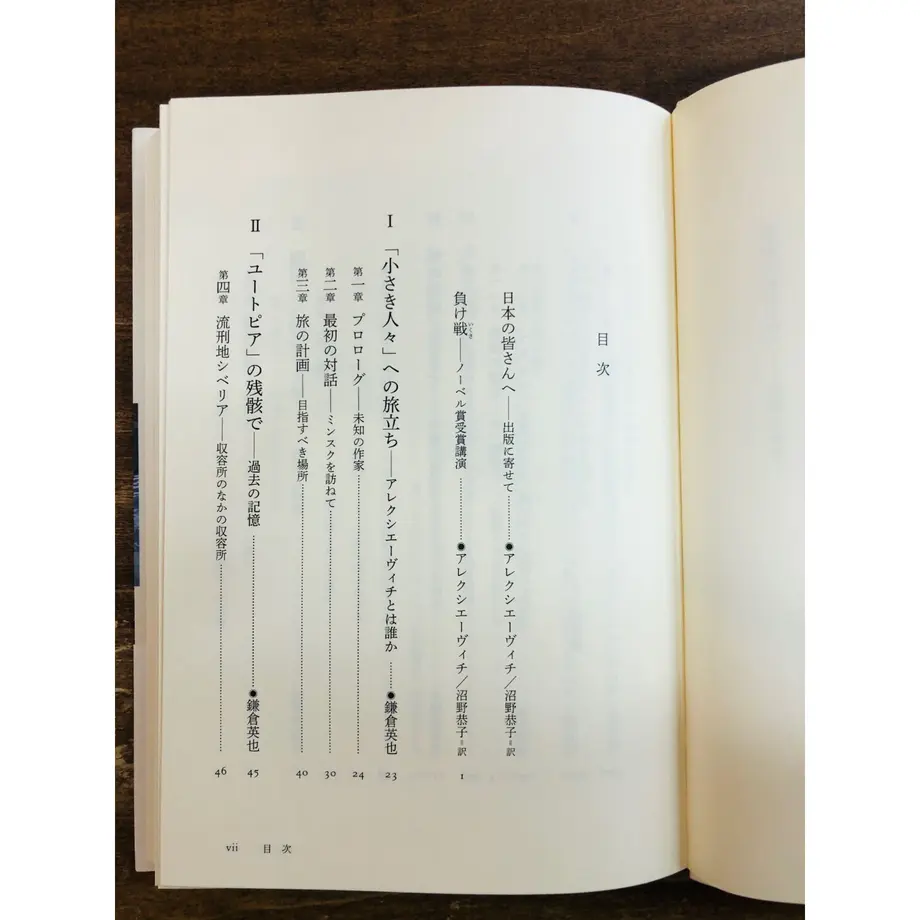 目次
日本の皆さんへ——出版に寄せて…………●アレクシエーヴィチ／沼野恭子＝訳
負け戦いくさ——ノーベル賞受賞講演…………●アレクシエーヴィチ／沼野恭子＝訳 1
Ⅰ 「小さき人々」への旅立ち——アレクシエーヴィチとは誰か……●鎌倉英也 23
第一章 プロローグ——未知の作家………… 24
第二章 最初の対話——ミンスクを訪ねて………… 30
第三章 旅の計画——目指すべき場所………… 40
Ⅱ 「ユートピア」の残骸で——過去の記憶…………●鎌倉英也 45
第四章 流刑地シベリア——収容所のなかの収容所………… 46
vii 目次